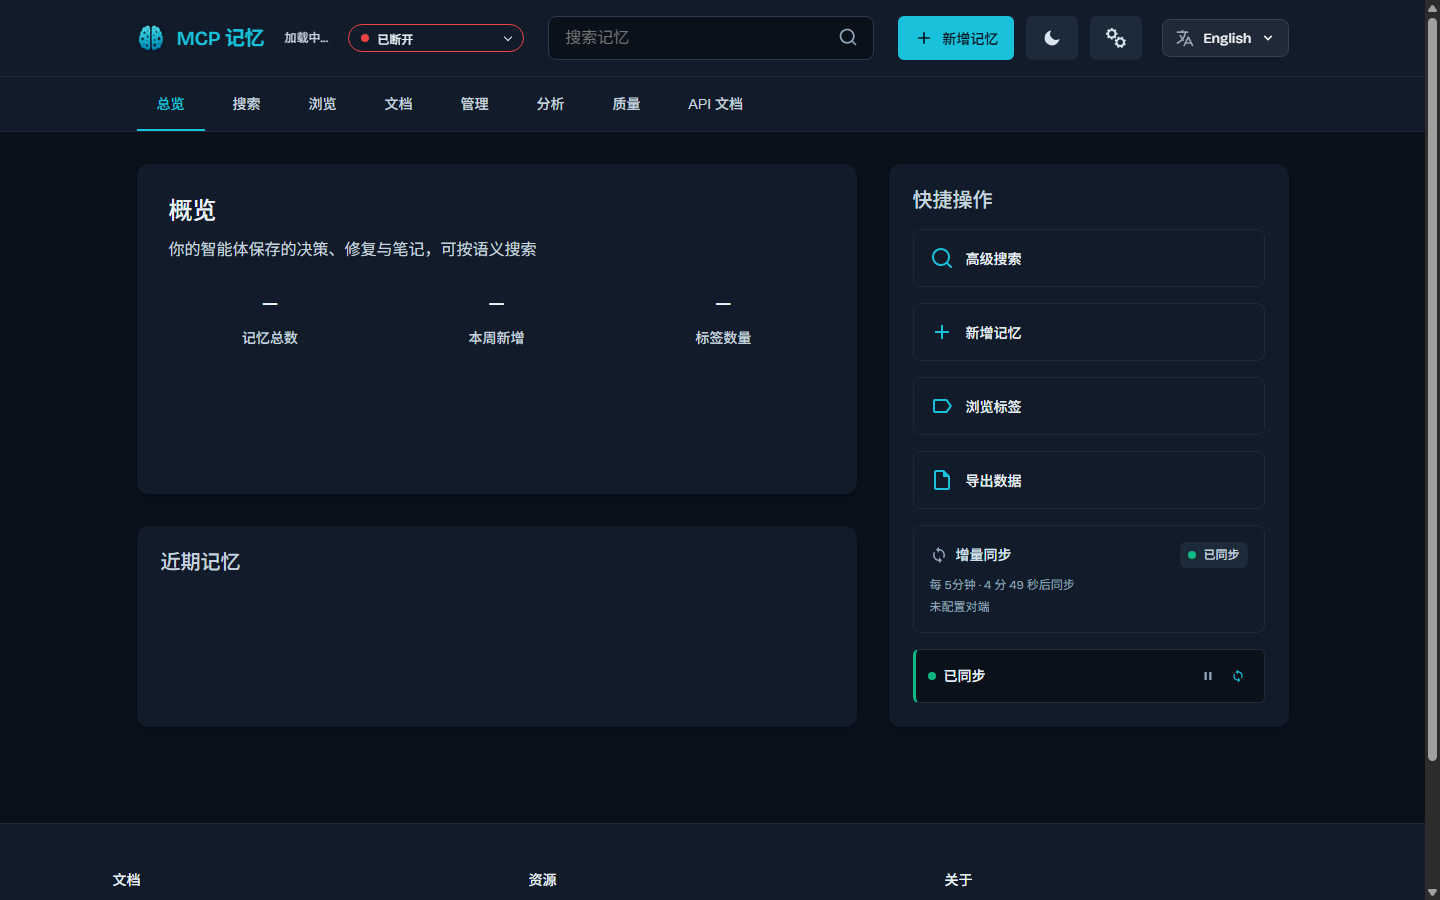 MCP 记忆
加载中...
已断开
搜索记忆
新增记忆
English
总览
搜索
浏览
文档
管理
分析
质量
API 文档
概览
你的智能体保存的决策、修复与笔记，可按语义搜索
—
记忆总数
—
本周新增
—
标签数量
近期记忆
快捷操作
高级搜索
新增记忆
浏览标签
导出数据
增量同步
已同步
每 5分钟 · 4 分 49 秒后同步
未配置对端
已同步
文档
资源
关于